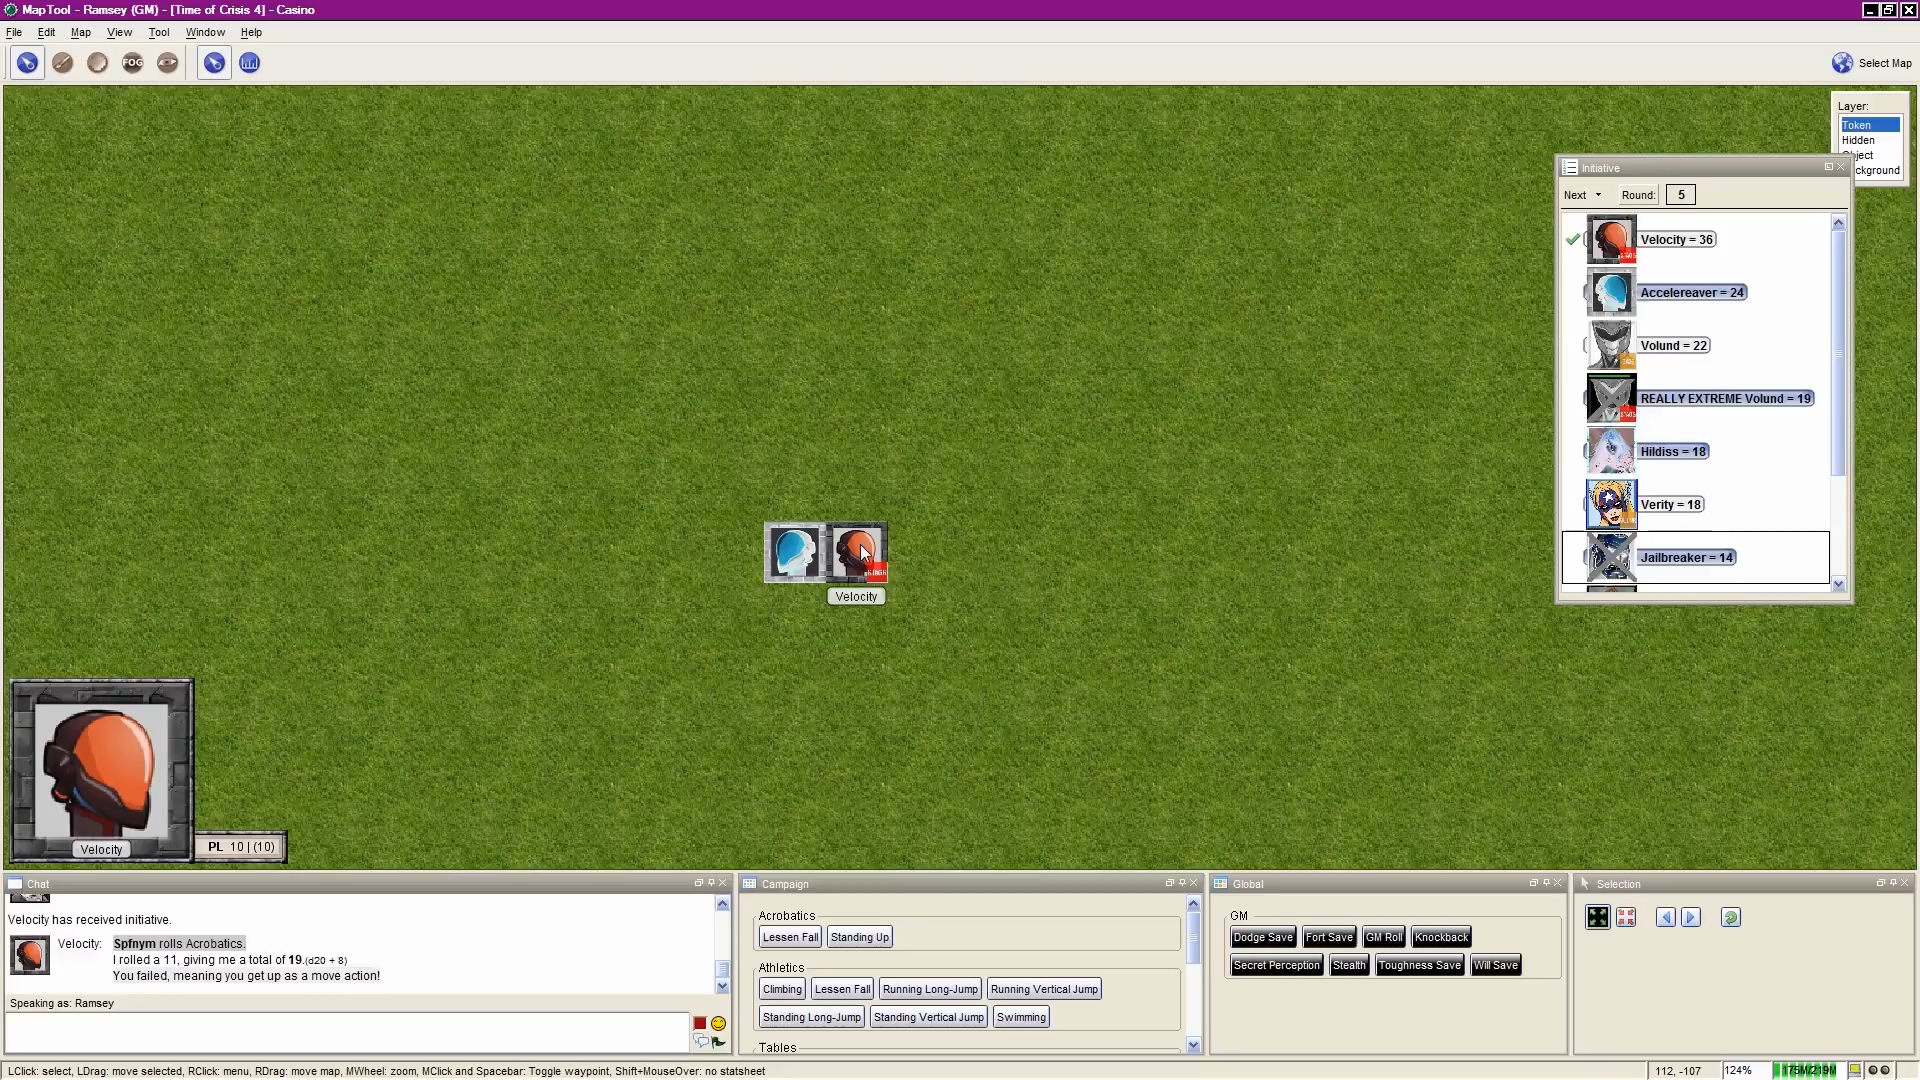 MapTool - Ramsey (GM) - [Time of Crisis 4] - Casino
File Edit Map View Tool Window Help
FOG
Select Map
Layer:
Token
Hidden
Initiative
Next Round: 5
Velocity = 36
Accelereaver = 24
Volund = 22
REALLY EXTREME Volund = 19
Hildiss = 18
Verity = 18
Jailbreaker = 14
Velocity
Velocity
PL 10 | (10)
Chat
Velocity has received initiative.
Velocity: Spfnym rolls Acrobatics.
I rolled a 11, giving me a total of 19.(d20 + 8)
You failed, meaning you get up as a move action!
Speaking as: Ramsey
Campaign
Acrobatics
Lessen Fall Standing Up
Athletics
Climbing Lessen Fall Running Long-Jump Running Vertical Jump
Standing Long-Jump Standing Vertical Jump Swimming
Tables
Global
GM
Dodge Save Fort Save GM Roll Knockback
Secret Perception Stealth Toughness Save Will Save
Selection
LClick: select, LDrag: move selected, RClick: menu, RDrag: move map, MWheel: zoom, MClick and Spacebar: Toggle waypoint, Shift+MouseOver: no statsheet
112, -107 124% 175M/219M